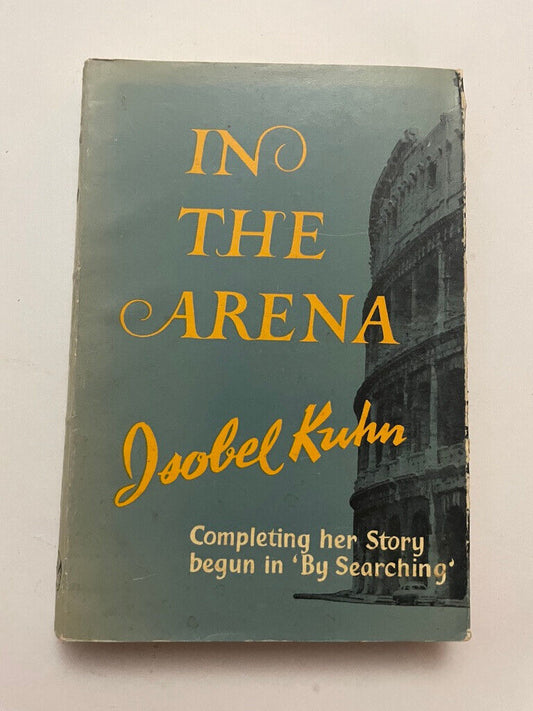 IN
THE
ARENA
Isobel Kuhn
Completing her Story
begun in 'By Searching'